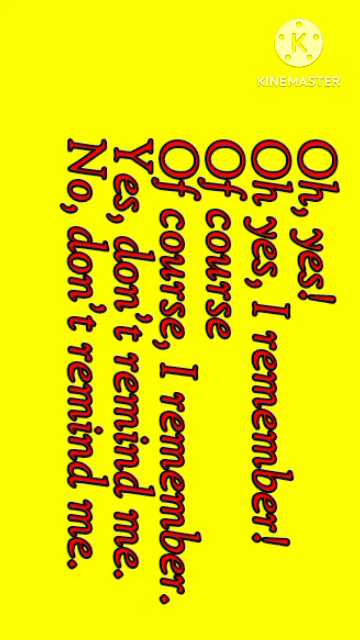 KINEMASTER
Oh, yes!
Oh yes, I remember!
Of course
Of course, I remember.
Yes, don't remind me.
No, don't remind me.